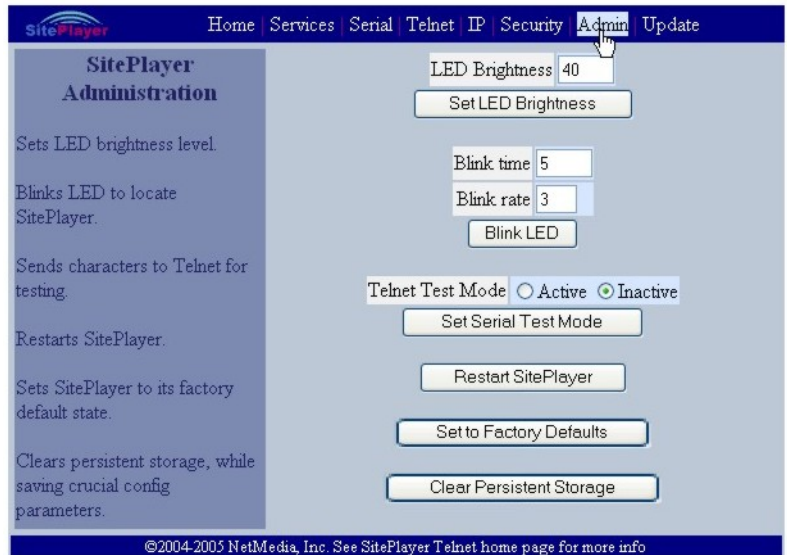 SitePlayer Home Services Serial Telnet IP Security Admin Update
SitePlayer
Administration
Sets LED brightness level.
Blinks LED to locate
SitePlayer.
Sends characters to Telnet for
testing.
Restarts SitePlayer.
Sets SitePlayer to its factory
default state.
Clears persistent storage, while
saving crucial config
parameters.
LED Brightness 40
Set LED Brightness
Blink time 5
Blink rate 3
Blink LED
Telnet Test Mode Active Inactive
Set Serial Test Mode
Restart SitePlayer
Set to Factory Defaults
Clear Persistent Storage
©2004-2005 NetMedia, Inc. See SitePlayer Telnet home page for more info